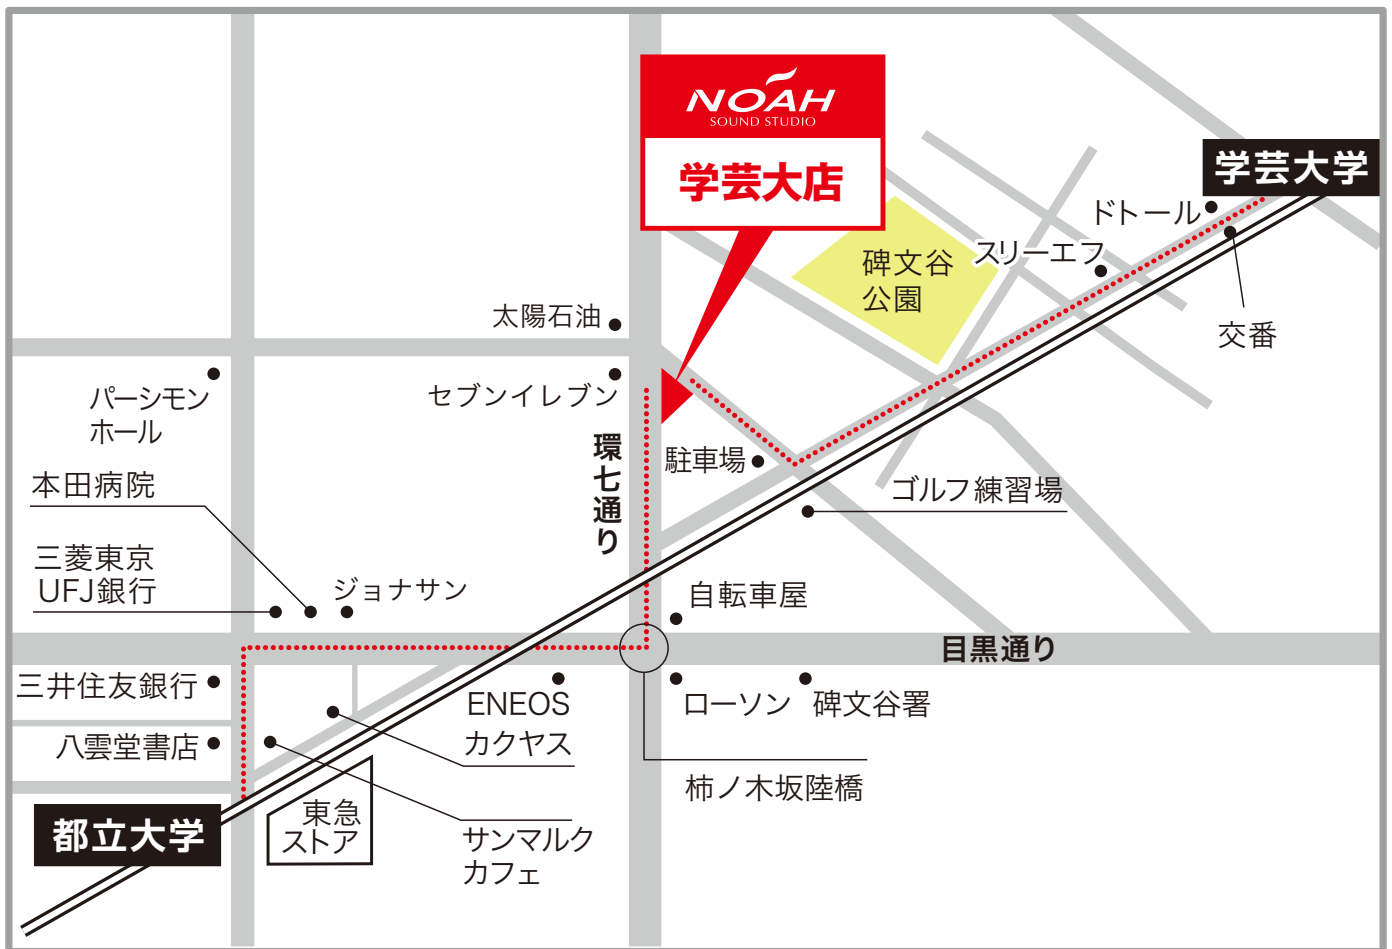 NOAH
SOUND STUDIO
学芸大店
学芸大学
ドトール
スリーエフ
碑文谷
公園
交番
太陽石油
セブンイレブン
パーシモン
ホール
環七通り
駐車場
ゴルフ練習場
本田病院
三菱東京
UFJ銀行
ジョナサン
自転車屋
目黒通り
三井住友銀行
ENEOS
カクヤス
ローソン
碑文谷署
八雲堂書店
柿ノ木坂陸橋
都立大学
東急
ストア
サンマルク
カフェ